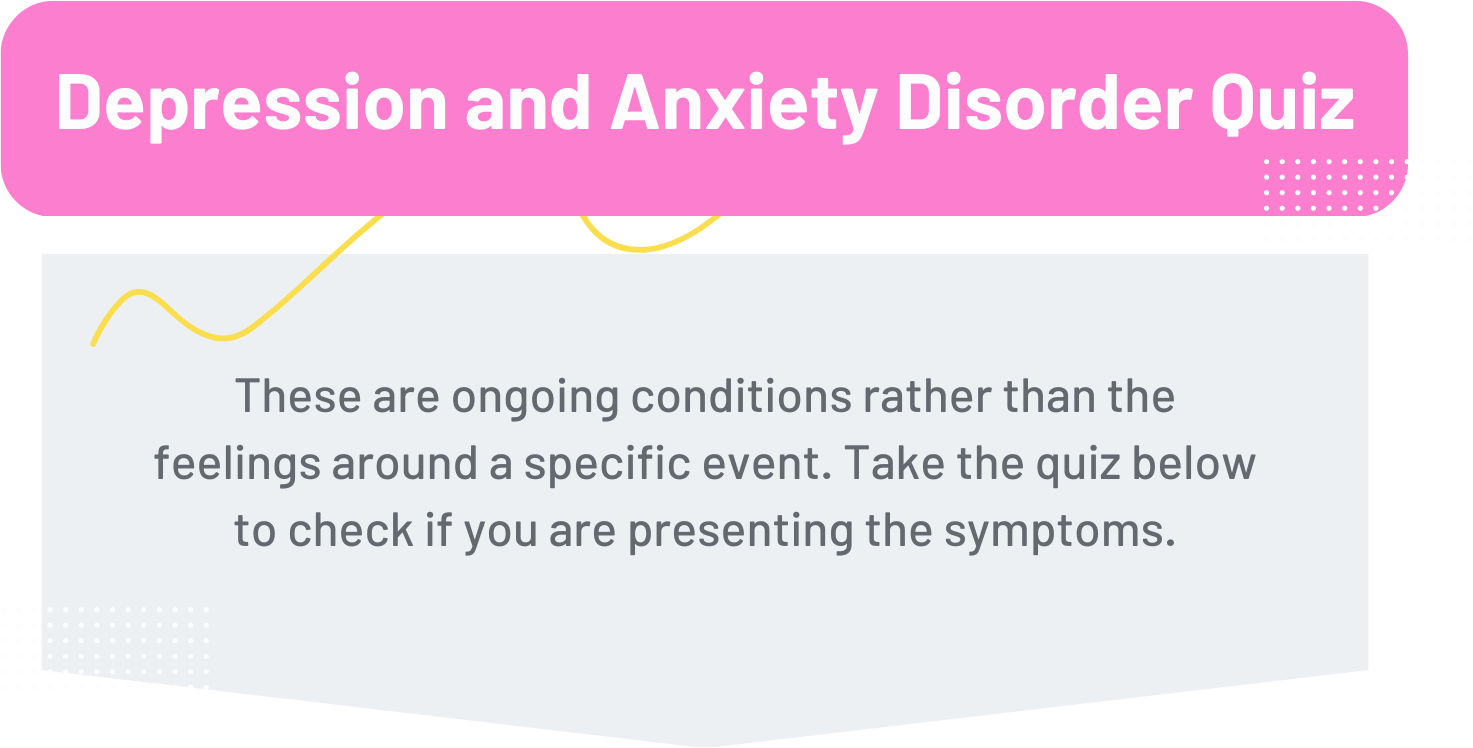 Depression and Anxiety Disorder Quiz
These are ongoing conditions rather than the
feelings around a specific event. Take the quiz below
to check if you are presenting the symptoms.